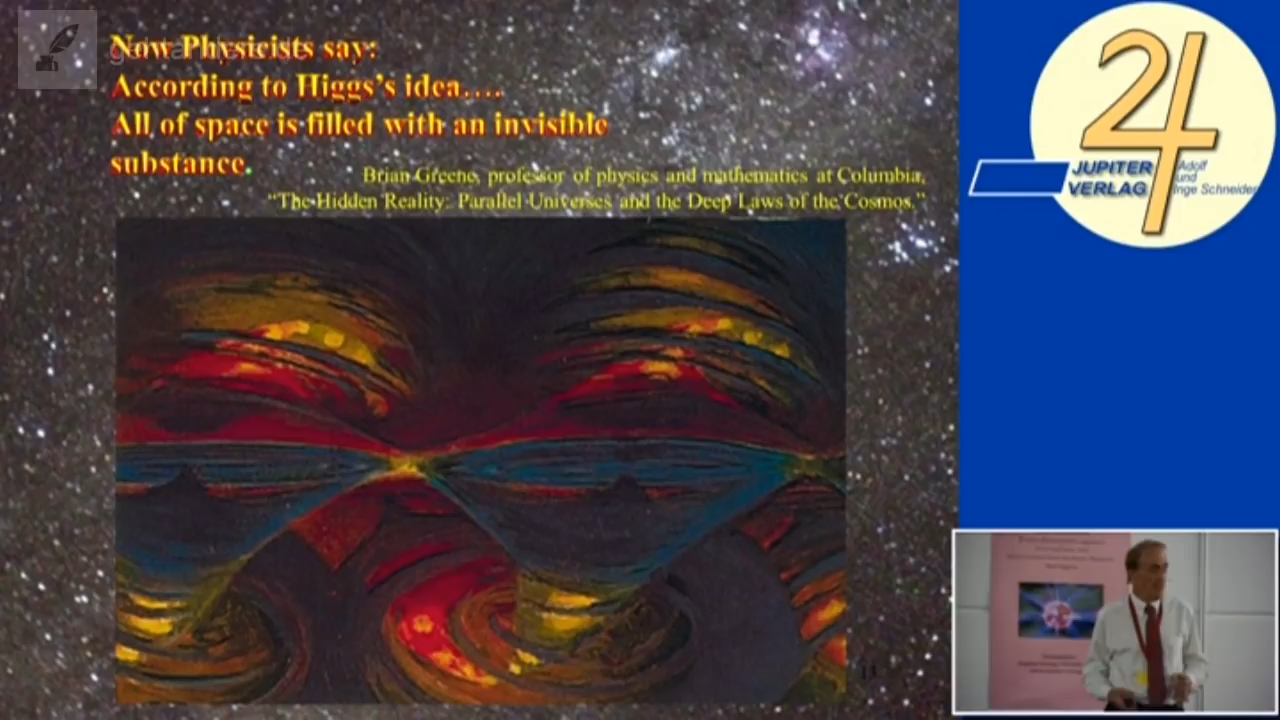 Now Physicists say:
According to Higgs's idea….
All of space is filled with an invisible
substance.
Brian Greene, professor of physics and mathematics at Columbia,
“The Hidden Reality: Parallel Universes and the Deep Laws of the Cosmos.”
JUPITER
VERLAG
Adolf
und
Inge Schneider